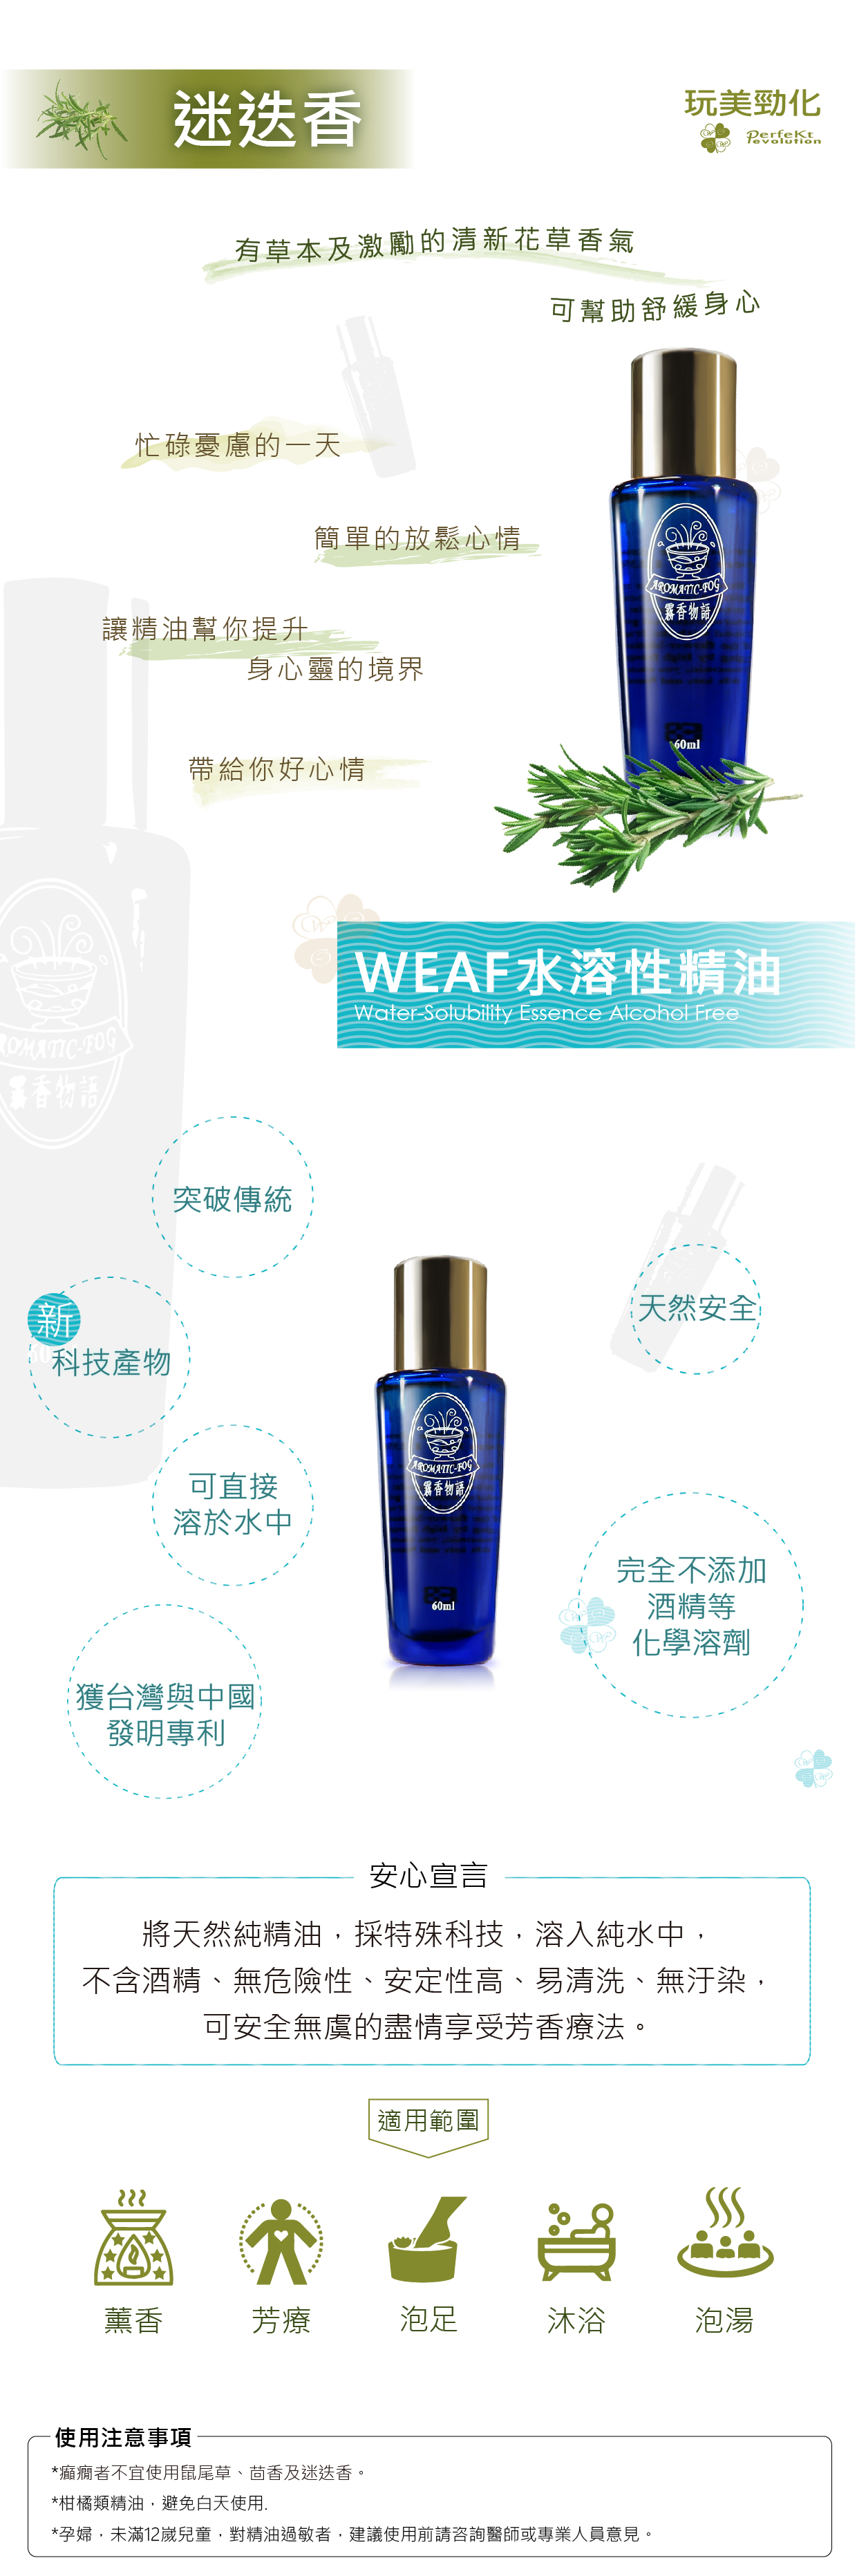 迷迭香
玩美勁化
Perfekt
revolution
有草本及激勵的清新花草香氣
可幫助舒緩身心
忙碌憂慮的一天
簡單的放鬆心情
讓精油幫你提升
身心靈的境界
帶給你好心情
AROMATIC-FOG
霧香物語
60ml
WEAF水溶性精油
Water-Solubility Essence Alcohol Free
AROMATIC-FOG
霧香物語
突破傳統
新
科技產物
天然安全
可直接
溶於水中
AROMATIC-FOG
霧香物語
60ml
完全不添加
酒精等
化學溶劑
獲台灣與中國
發明專利
安心宣言
將天然純精油，採特殊科技，溶入純水中，
不含酒精、無危險性、安定性高、易清洗、無汙染，
可安全無虞的盡情享受芳香療法。
適用範圍
薰香
芳療
泡足
沐浴
泡湯
使用注意事項
*癲癇者不宜使用鼠尾草、茴香及迷迭香。
*柑橘類精油，避免白天使用.
*孕婦，未滿12嵗兒童，對精油過敏者，建議使用前請咨詢醫師或專業人員意見。